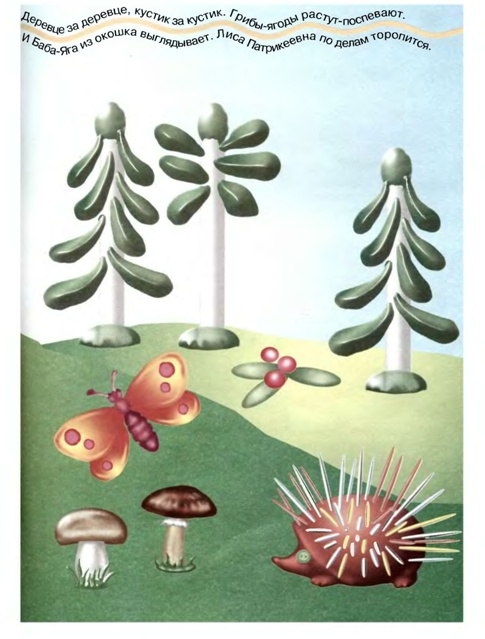 Деревце за деревце, кустик за кустик. Грибы-ягоды растут-поспевают.
И Баба-Яга из окошка выглядывает. Лиса Патрикеевна по делам торопится.